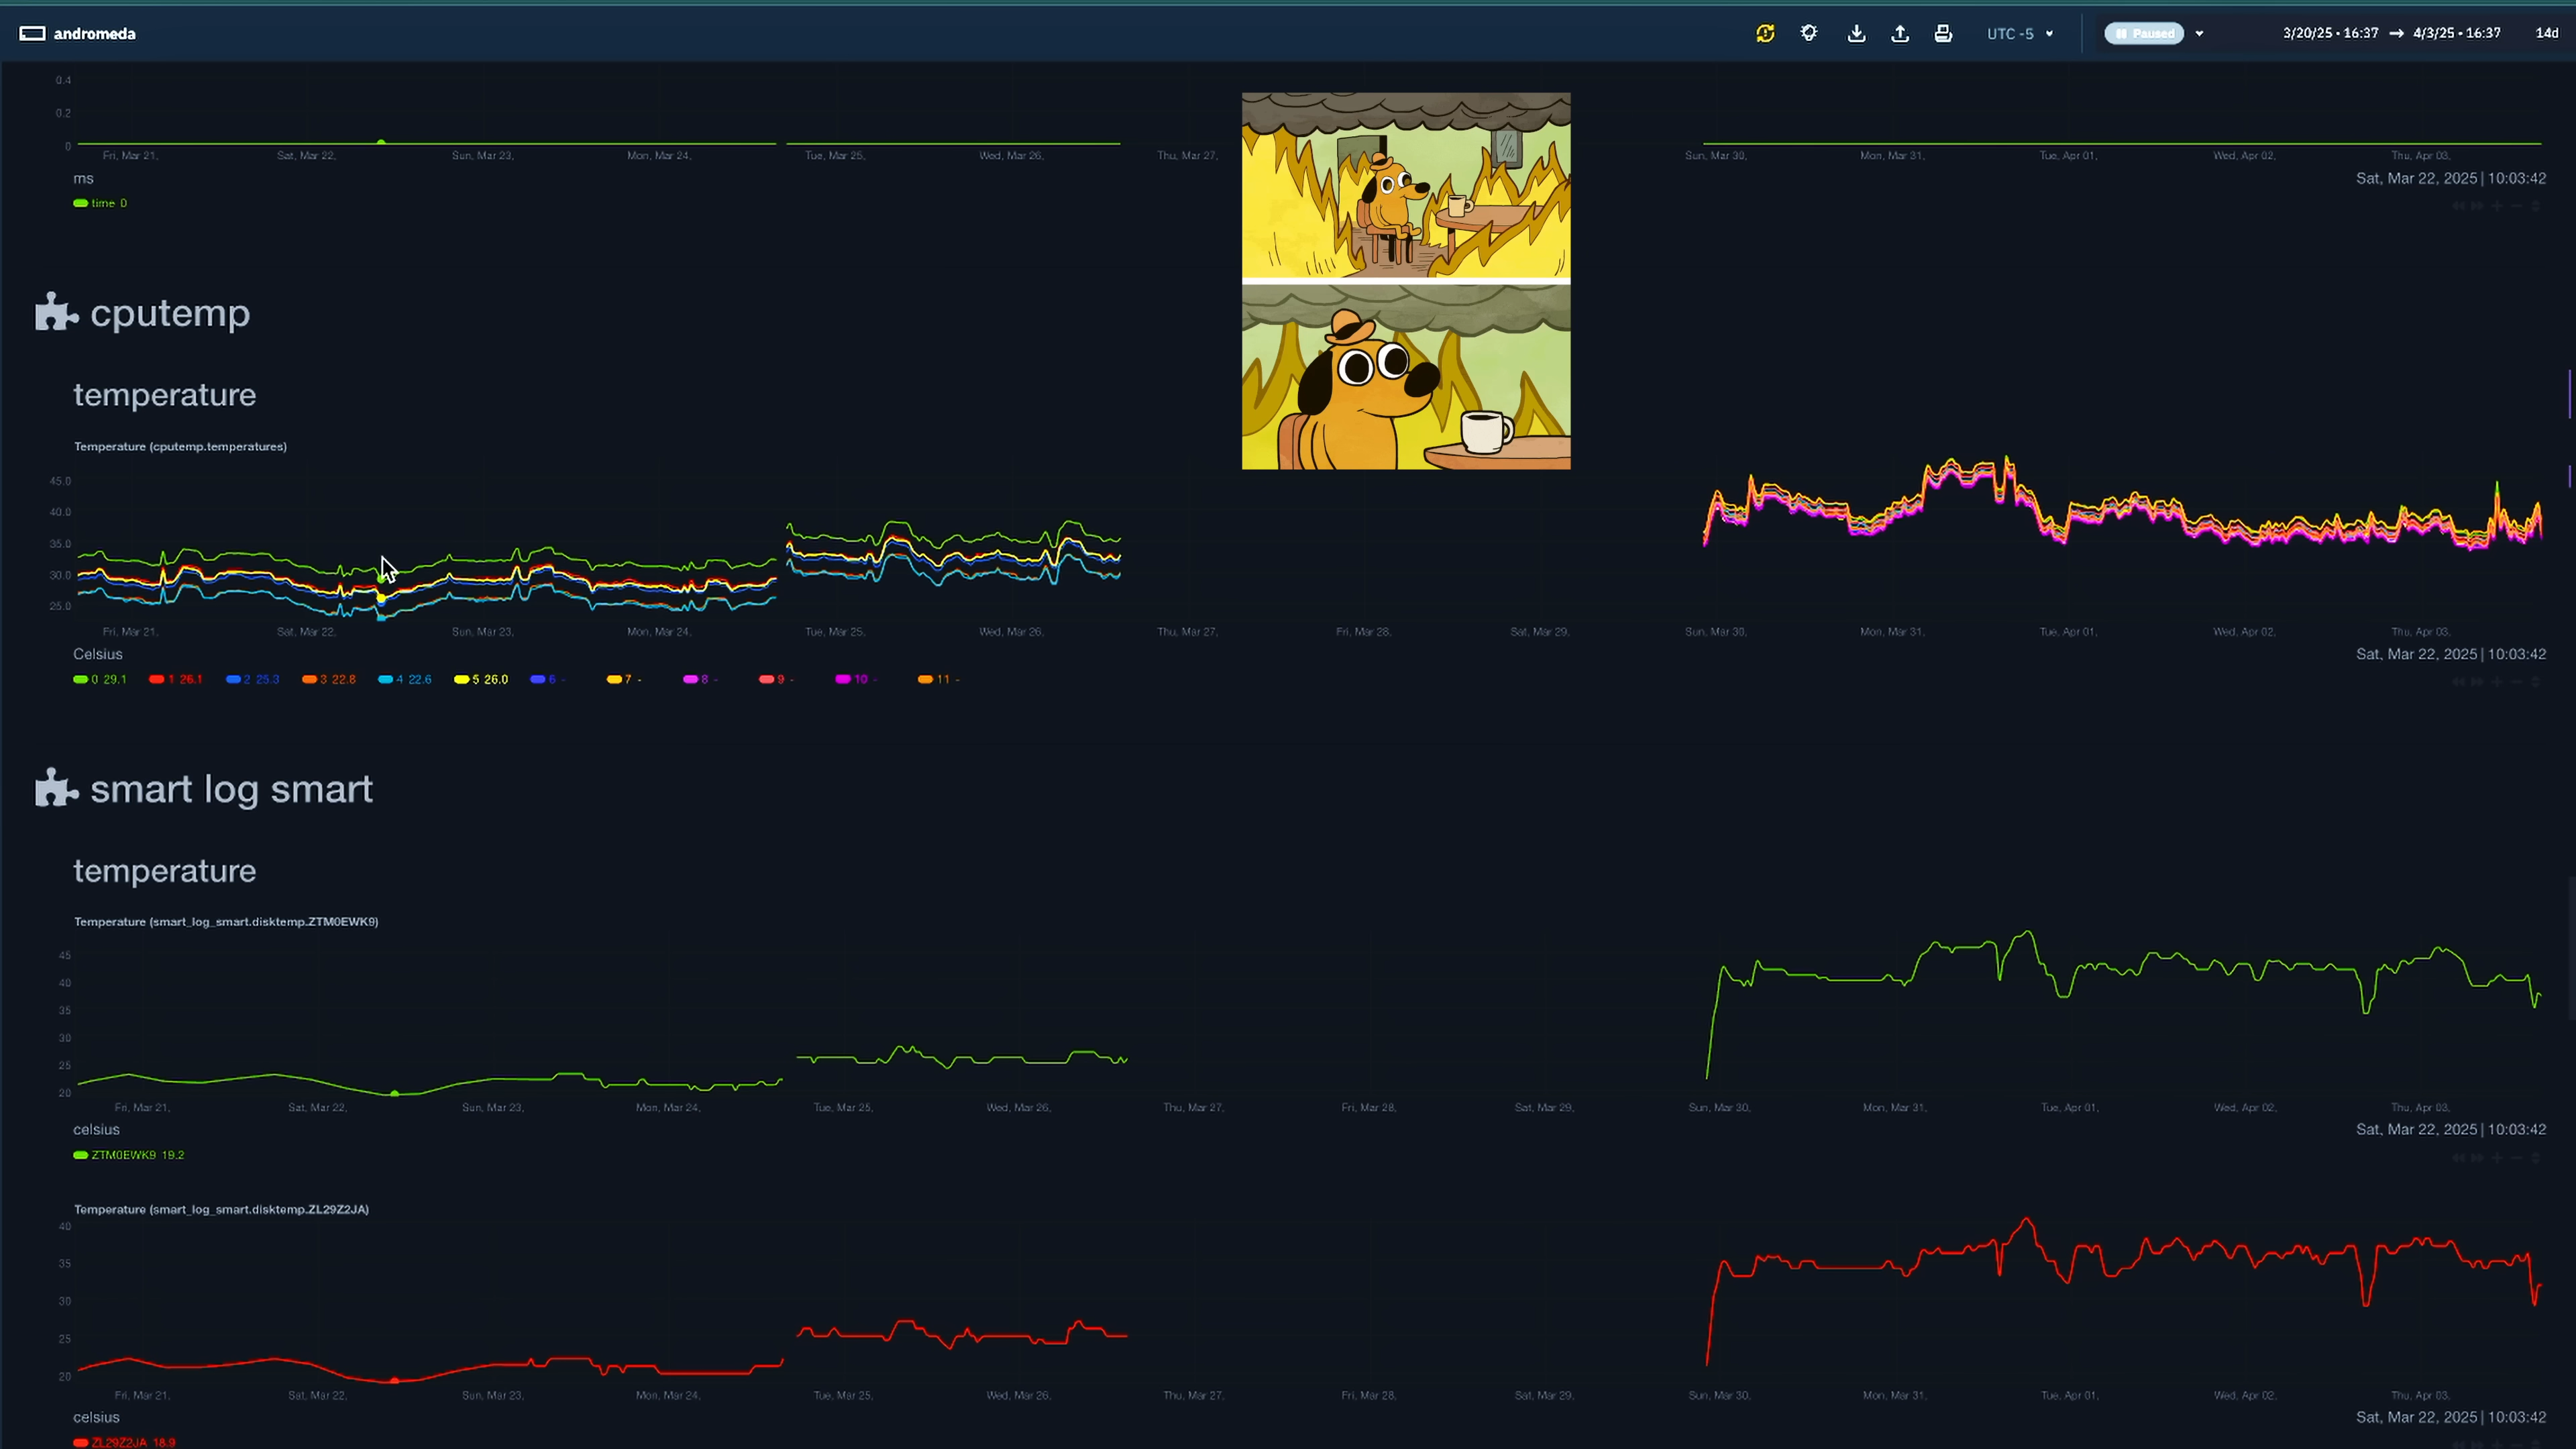 andromeda
UTC -5
Paused
3/20/25 • 16:37 → 4/3/25 • 16:37
14d
0.4
0.2
0
Fri, Mar 21, Sat, Mar 22, Sun, Mar 23, Mon, Mar 24, Tue, Mar 25, Wed, Mar 26, Thu, Mar 27, Sun, Mar 30, Mon, Mar 31, Tue, Apr 01, Wed, Apr 02, Thu, Apr 03,
ms
Sat, Mar 22, 2025 | 10:03:42
time 0
cputemp
temperature
Temperature (cputemp.temperatures)
45.0
40.0
35.0
30.0
25.0
Fri, Mar 21, Sat, Mar 22, Sun, Mar 23, Mon, Mar 24, Tue, Mar 25, Wed, Mar 26, Thu, Mar 27, Fri, Mar 28, Sat, Mar 29, Sun, Mar 30, Mon, Mar 31, Tue, Apr 01, Wed, Apr 02, Thu, Apr 03,
Celsius
Sat, Mar 22, 2025 | 10:03:42
0 29.1 1 26.1 2 25.3 3 22.8 4 22.6 5 26.0 6 - 7 - 8 - 9 - 10 - 11 -
smart log smart
temperature
Temperature (smart_log_smart.disktemp.ZTM0EWK9)
45
40
35
30
25
20
Fri, Mar 21, Sat, Mar 22, Sun, Mar 23, Mon, Mar 24, Tue, Mar 25, Wed, Mar 26, Thu, Mar 27, Fri, Mar 28, Sat, Mar 29, Sun, Mar 30, Mon, Mar 31, Tue, Apr 01, Wed, Apr 02, Thu, Apr 03,
celsius
Sat, Mar 22, 2025 | 10:03:42
ZTM0EWK9 19.2
Temperature (smart_log_smart.disktemp.ZL29Z2JA)
40
35
30
25
20
Fri, Mar 21, Sat, Mar 22, Sun, Mar 23, Mon, Mar 24, Tue, Mar 25, Wed, Mar 26, Thu, Mar 27, Fri, Mar 28, Sat, Mar 29, Sun, Mar 30, Mon, Mar 31, Tue, Apr 01, Wed, Apr 02, Thu, Apr 03,
celsius
Sat, Mar 22, 2025 | 10:03:42
ZL29Z2JA 18.9